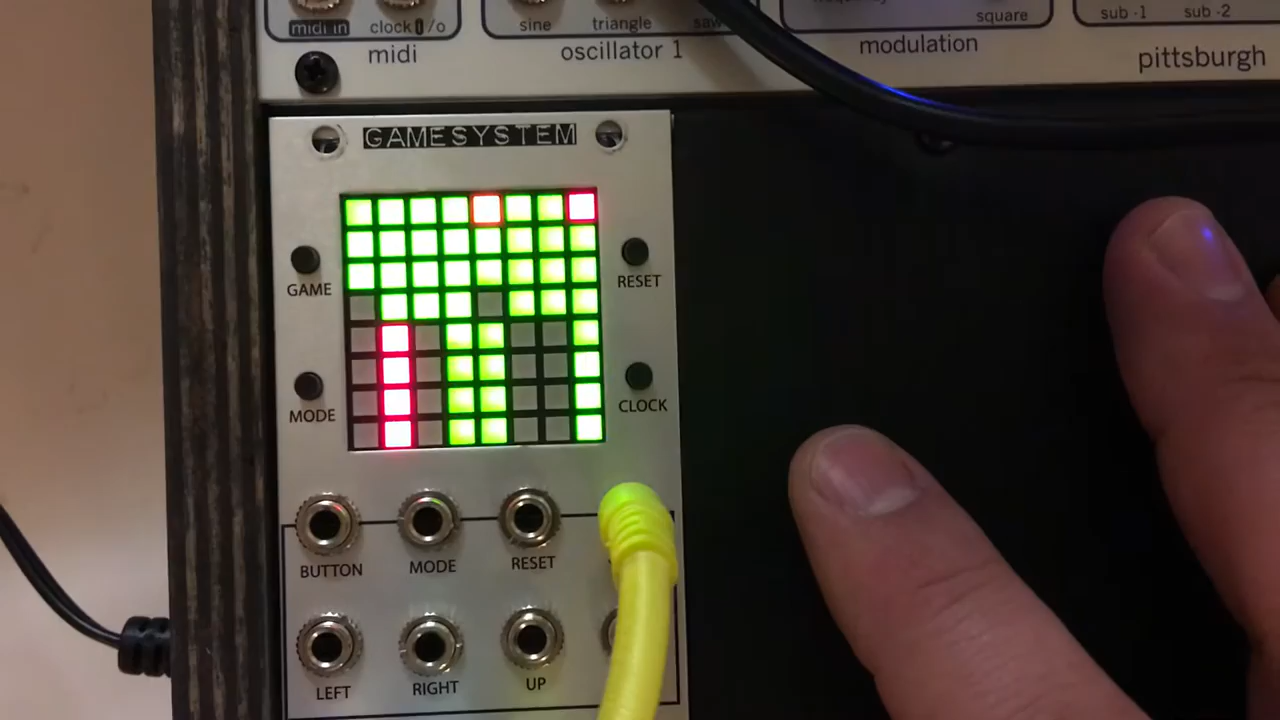 midi in clock i/o
midi
sine triangle saw
oscillator 1
square
modulation
sub -1 sub -2
pittsburgh
GAMESYSTEM
GAME
RESET
MODE
CLOCK
BUTTON MODE RESET
LEFT RIGHT UP